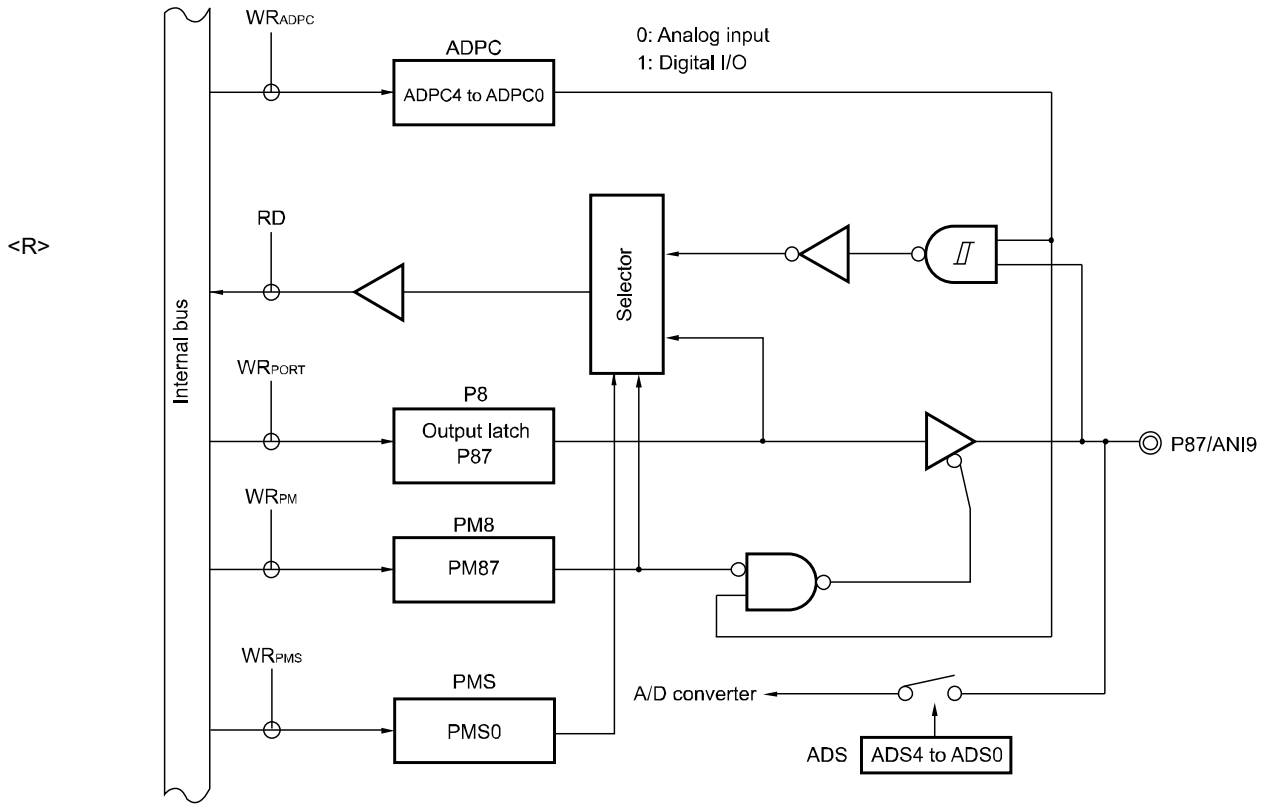 WRADPC
0: Analog input
1: Digital I/O
ADPC
ADPC4 to ADPC0
<R>
RD
Selector
Internal bus
WRPORT
P8
Output latch
P87
P87/ANI9
WRPM
PM8
PM87
WRPMS
PMS
PMS0
A/D converter
ADS
ADS4 to ADS0